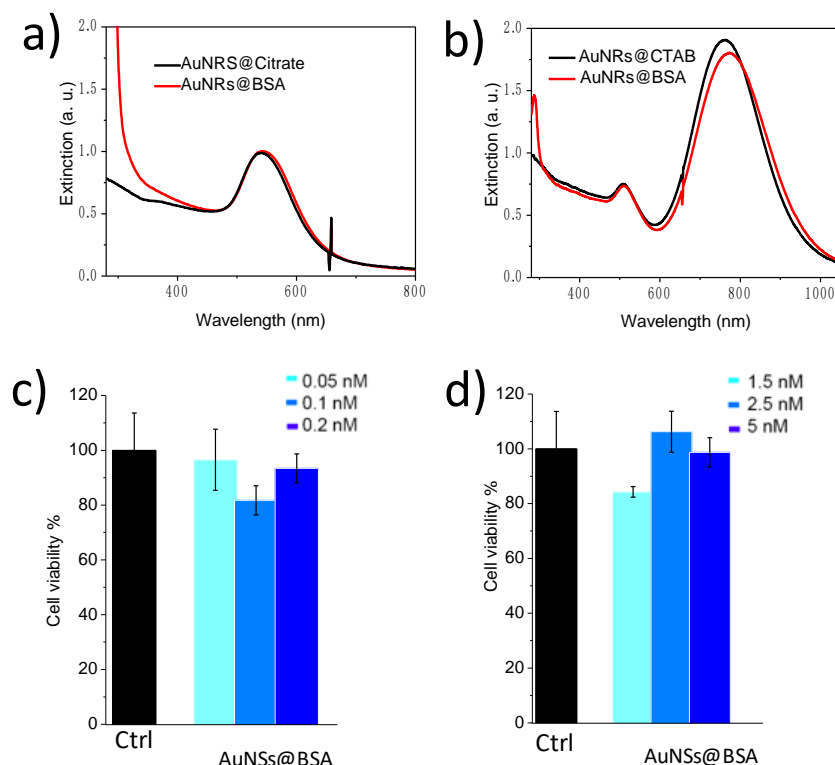 a)
AuNRS@Citrate
AuNRs@BSA
Extinction (a. u.)
2.0
1.5
1.0
0.5
0.0
400
600
800
Wavelength (nm)
b)
AuNRs@CTAB
AuNRs@BSA
Extinction (a. u.)
2.0
1.5
1.0
0.5
0.0
400
600
800
1000
Wavelength (nm)
c)
0.05 nM
0.1 nM
0.2 nM
Cell viability %
120
100
80
60
40
20
0
Ctrl
AuNSs@BSA
d)
1.5 nM
2.5 nM
5 nM
Cell viability %
120
100
80
60
40
20
0
Ctrl
AuNSs@BSA